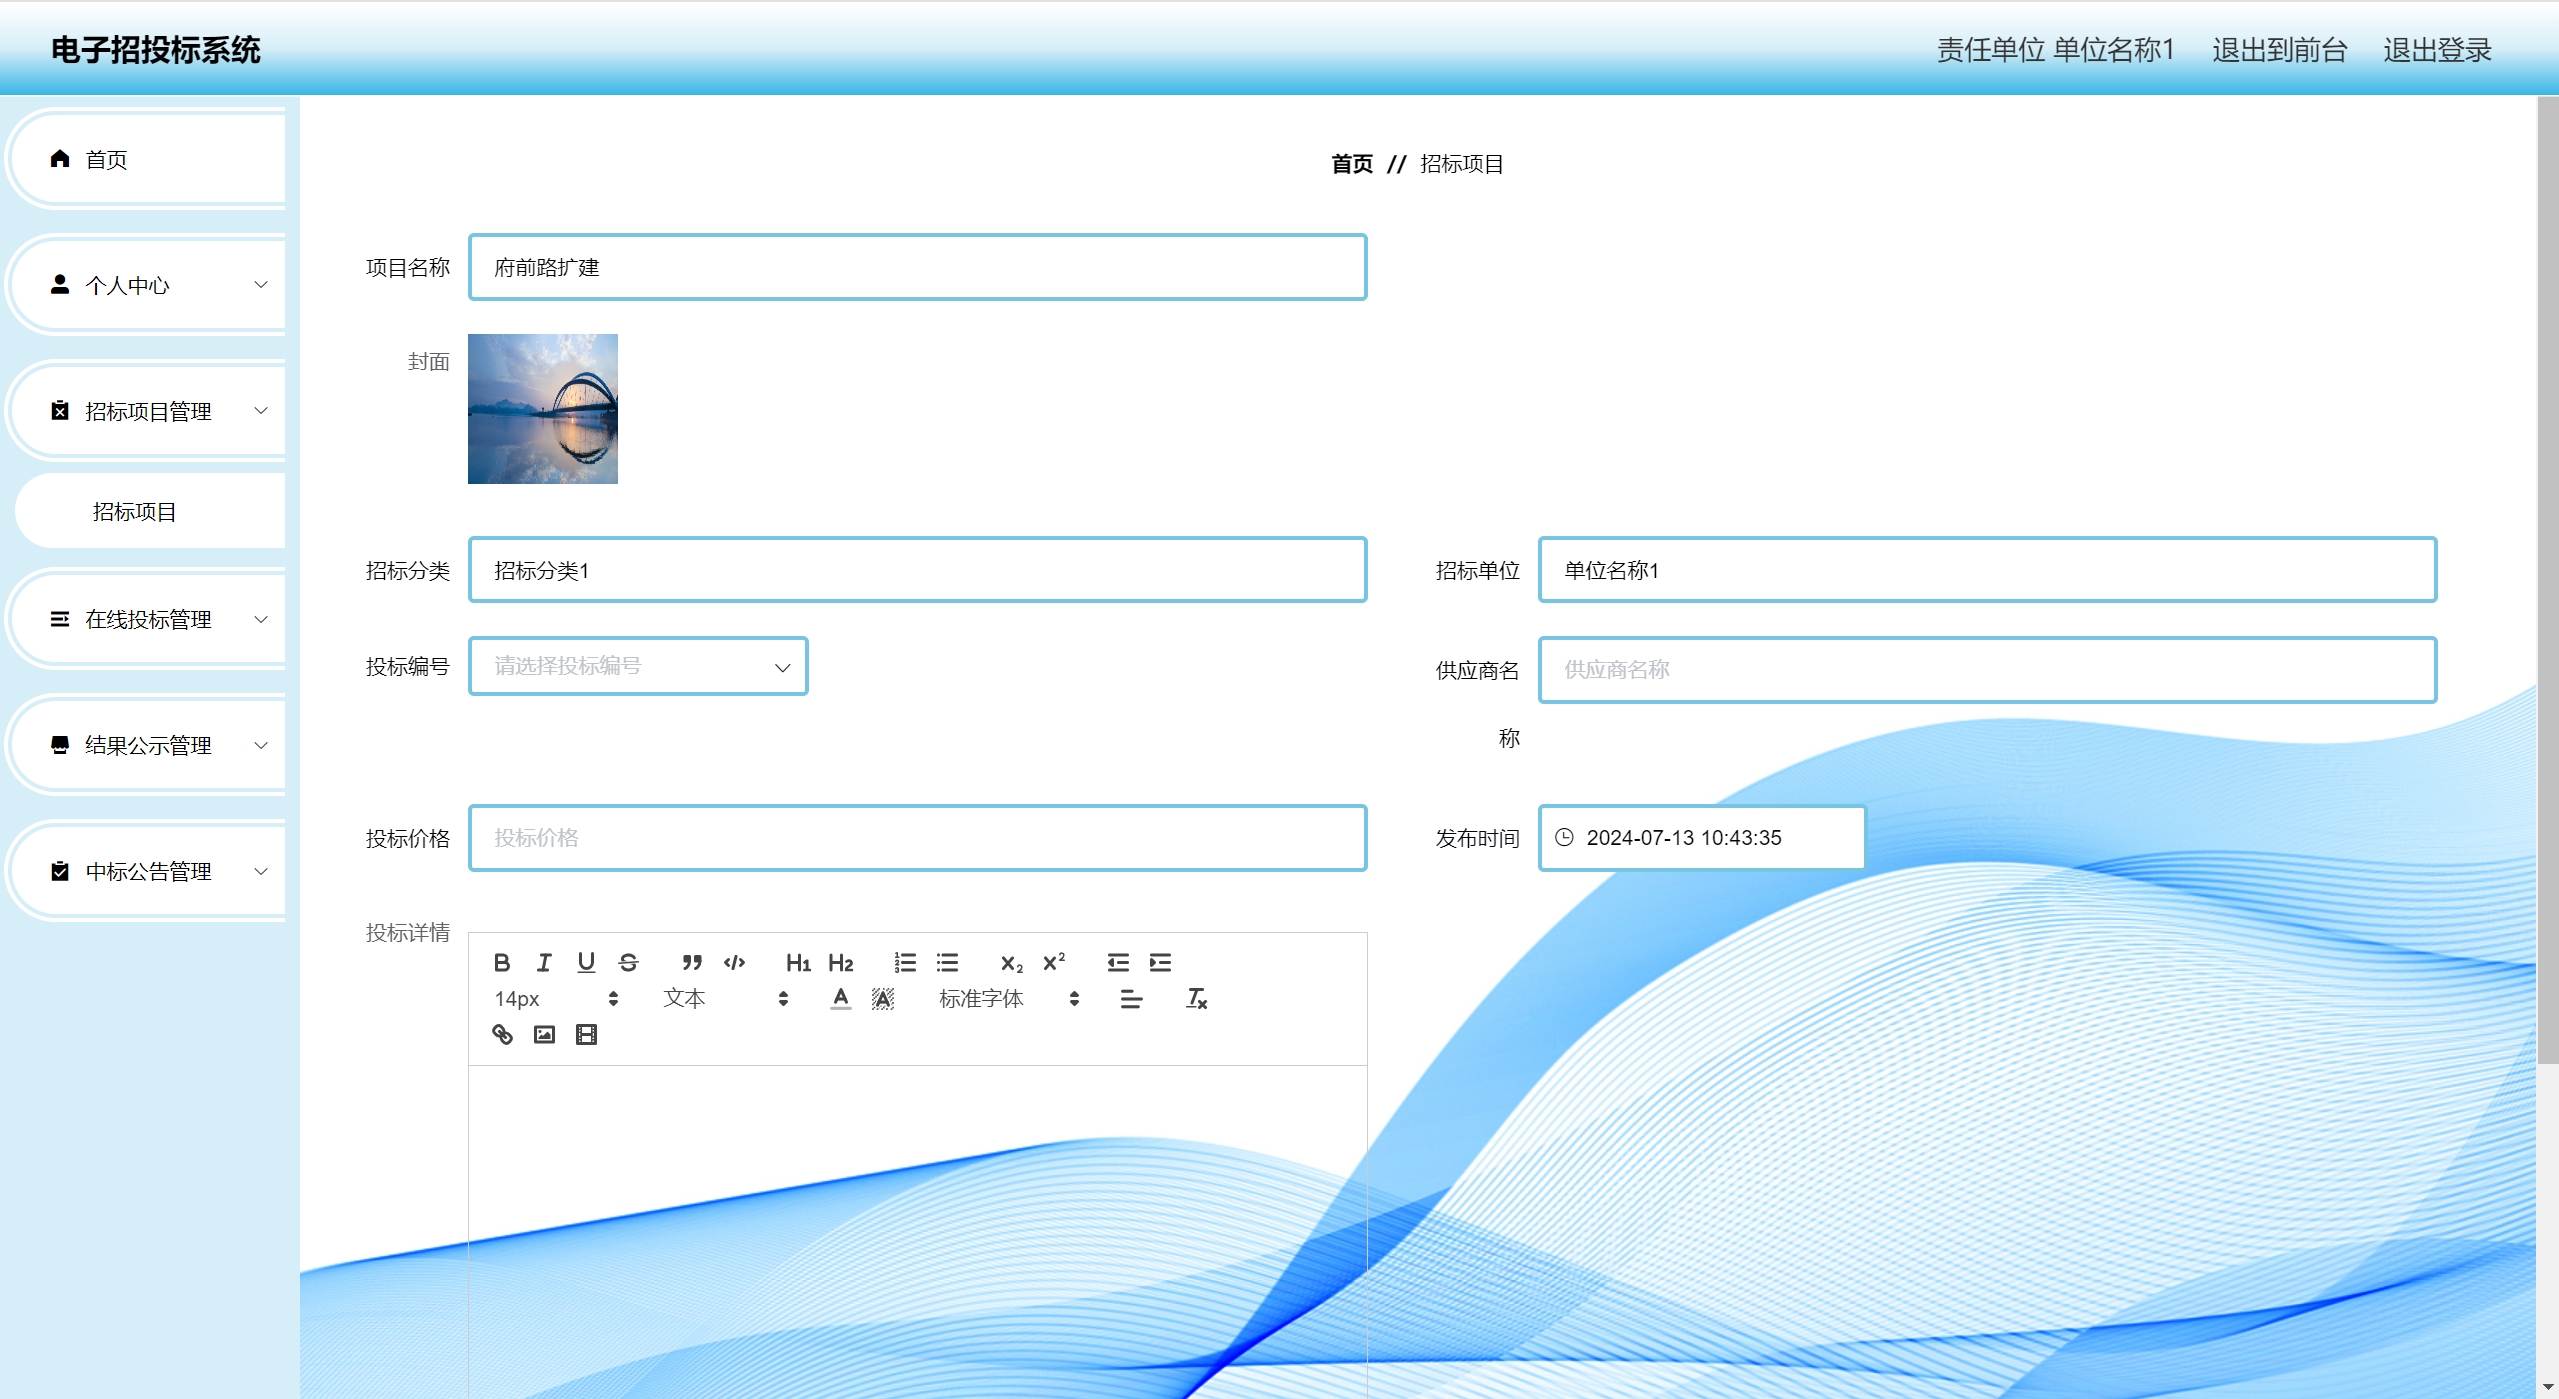 电子招投标系统
责任单位 单位名称1 退出到前台 退出登录
首页
个人中心
招标项目管理
招标项目
在线投标管理
结果公示管理
中标公告管理
首页 // 招标项目
项目名称 府前路扩建
封面
招标分类 招标分类1
招标单位 单位名称1
投标编号 请选择投标编号
供应商名
称
供应商名称
投标价格 投标价格
发布时间 2024-07-13 10:43:35
投标详情
B I U S H1 H2 X2 X2
14px 文本 A A 标准字体 Tx